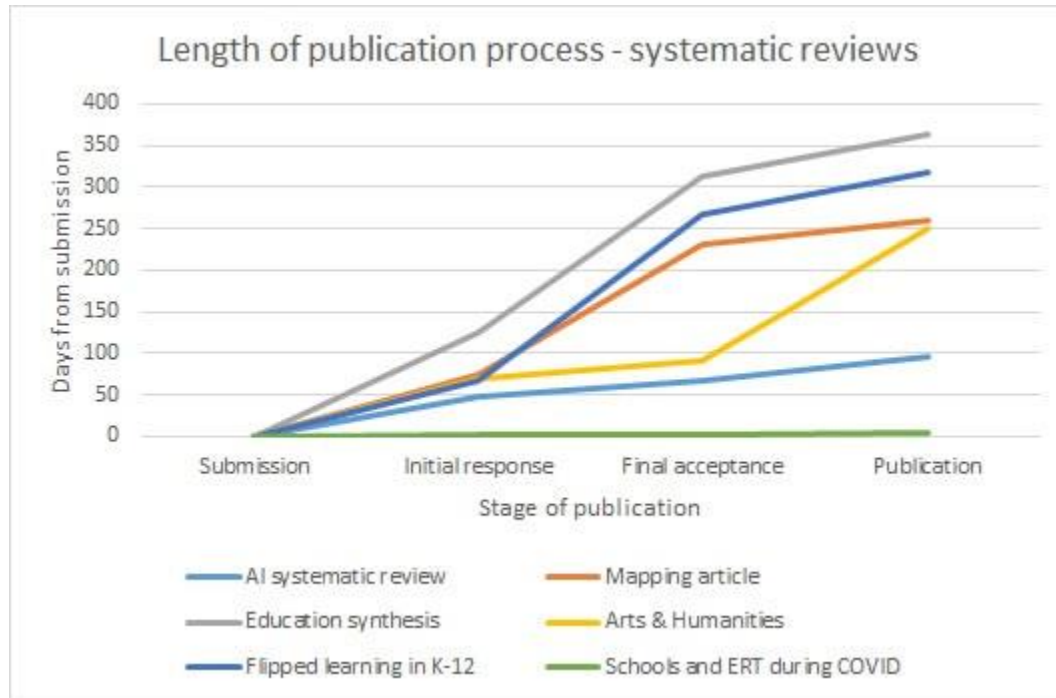 Length of publication process - systematic reviews
400
350
300
250
200
150
100
50
0
Days from submission
Submission Initial response Final acceptance Publication
Stage of publication
AI systematic review Mapping article
Education synthesis Arts & Humanities
Flipped learning in K-12 Schools and ERT during COVID